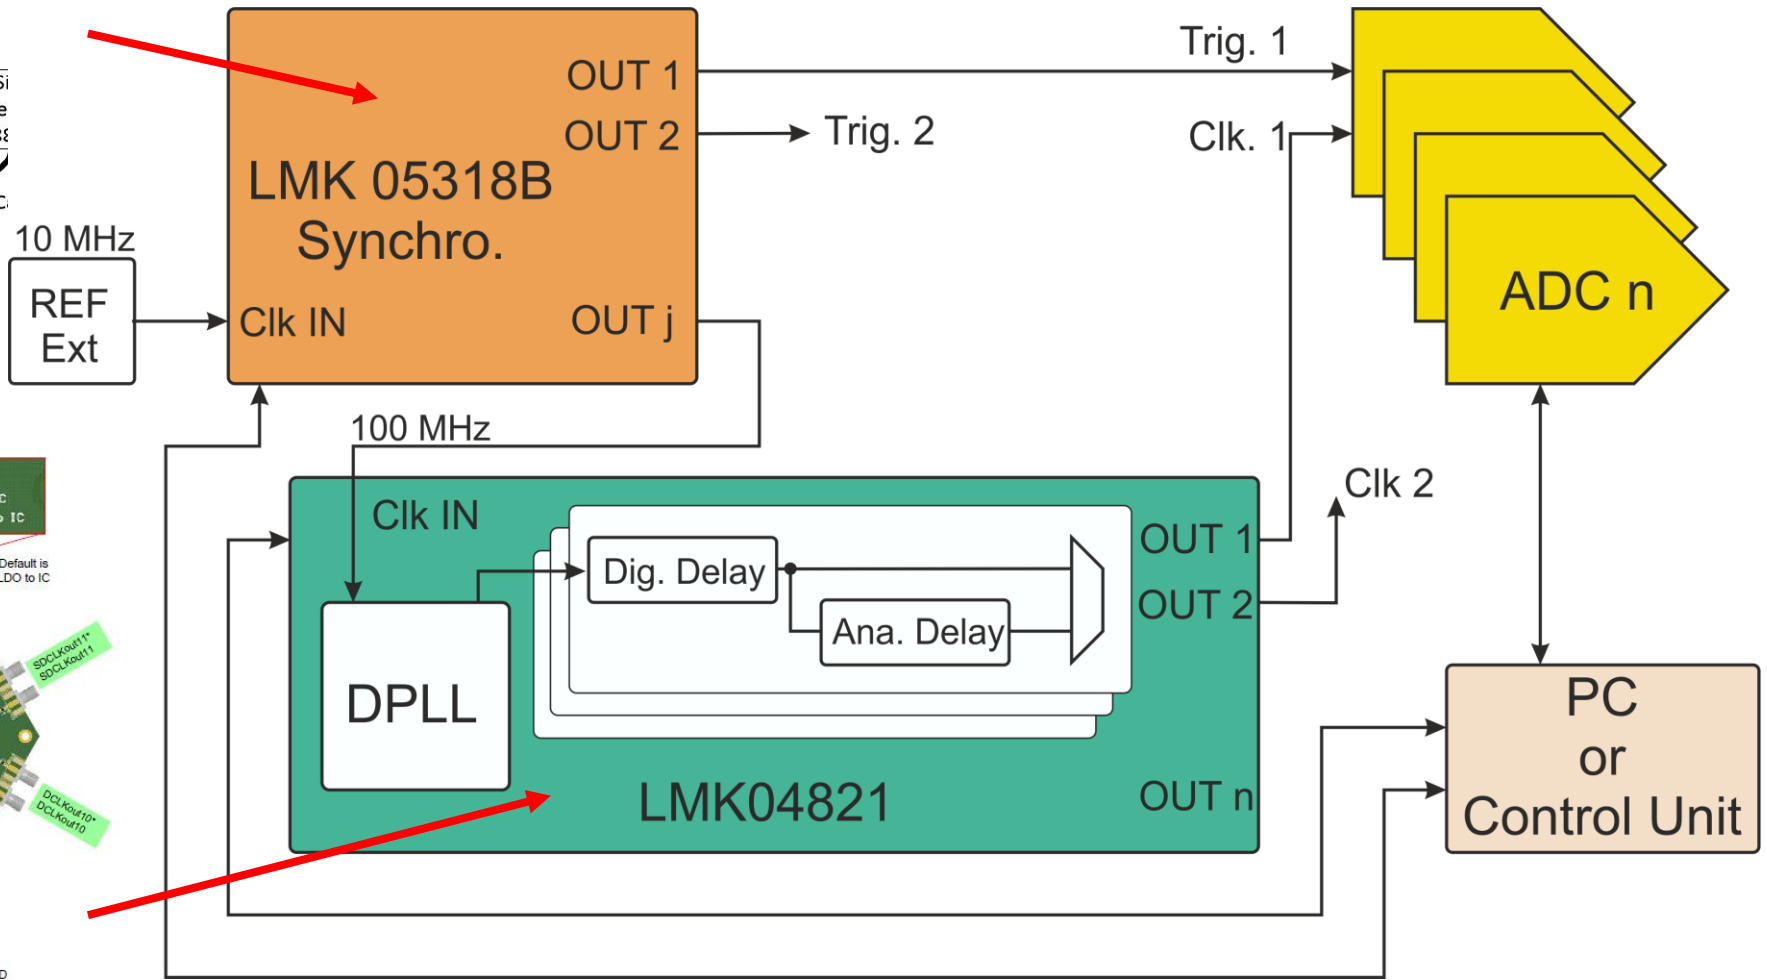 Trig. 1
OUT 1
OUT 2
Trig. 2
Clk. 1
LMK 05318B
Synchro.
10 MHz
REF
Ext
Clk IN
OUT j
ADC n
100 MHz
Clk 2
Clk IN
OUT 1
Dig. Delay
OUT 2
Ana. Delay
DPLL
LMK04821
OUT n
PC
or
Control Unit
IC
Default is
LDO to IC
SDCLKout11*
SDCLKout11
DCLKout10*
DCLKout10